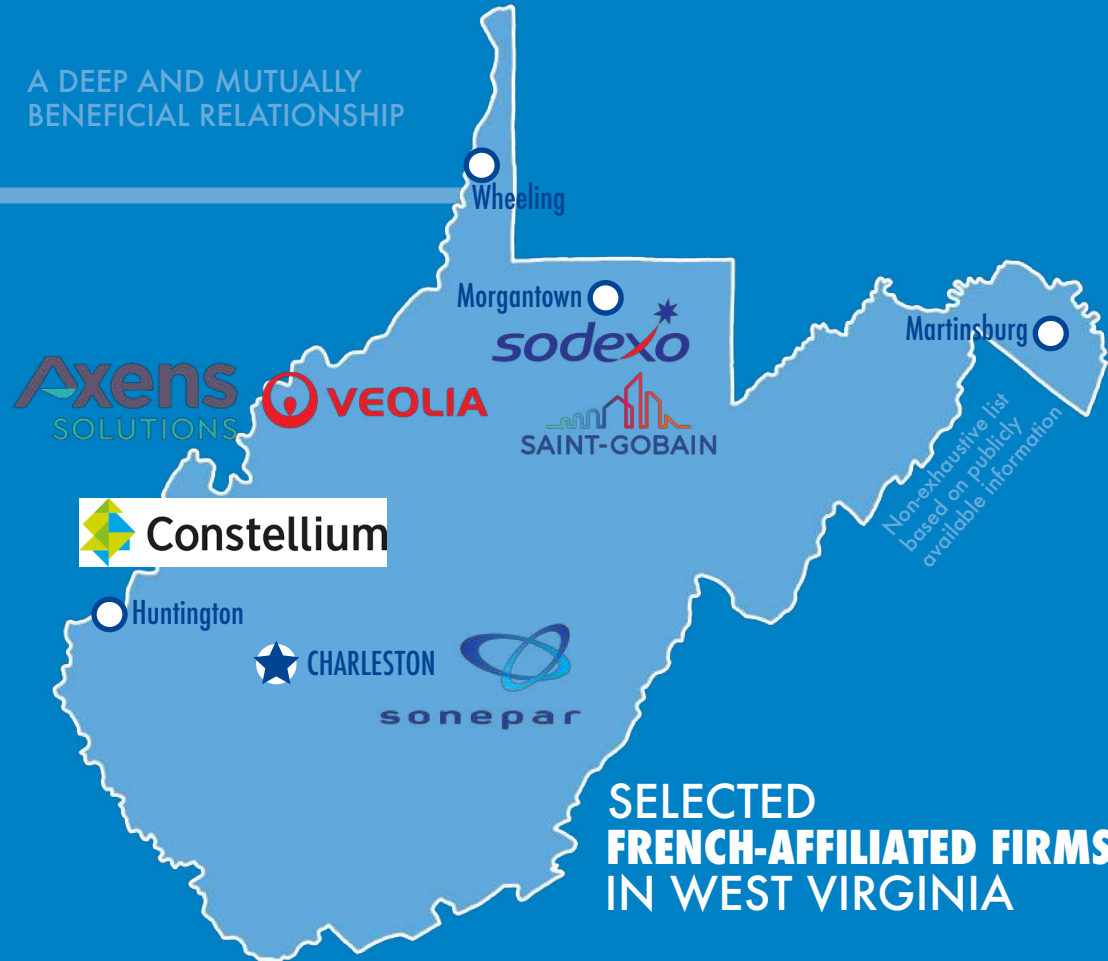 A DEEP AND MUTUALLY
BENEFICIAL RELATIONSHIP
Wheeling
Morgantown
sodexo
Martinsburg
Axens
SOLUTIONS
VEOLIA
SAINT-GOBAIN
Non-exhaustive list
based on publicly
available information
Constellium
Huntington
CHARLESTON
sonepar
SELECTED
FRENCH-AFFILIATED FIRMS
IN WEST VIRGINIA